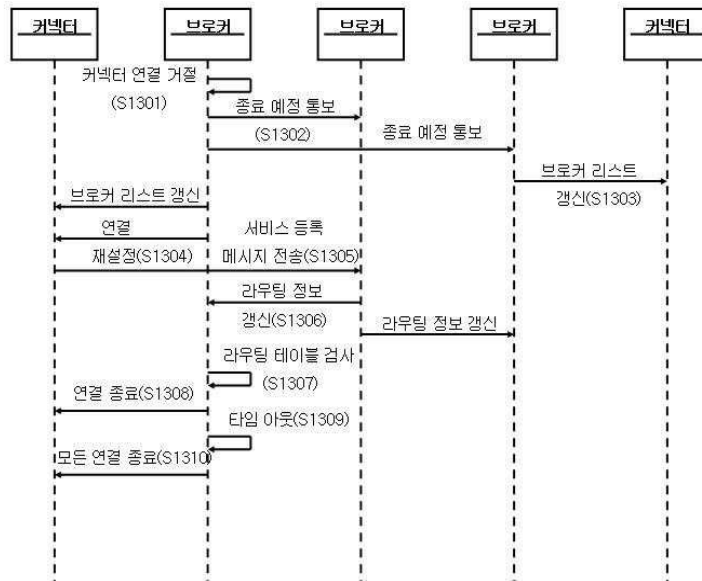 커넥터
브로커
브로커
브로커
커넥터
커넥터 연결 거절
(S1301)
종료 예정 통보
(S1302)
종료 예정 통보
브로커 리스트
갱신(S1303)
브로커 리스트 갱신
연결
재설정(S1304)
서비스 등록
메시지 전송(S1305)
라우팅 정보
갱신(S1306)
라우팅 정보 갱신
라우팅 테이블 검사
(S1307)
연결 종료(S1308)
타임 아웃(S1309)
모든 연결 종료(S1310)